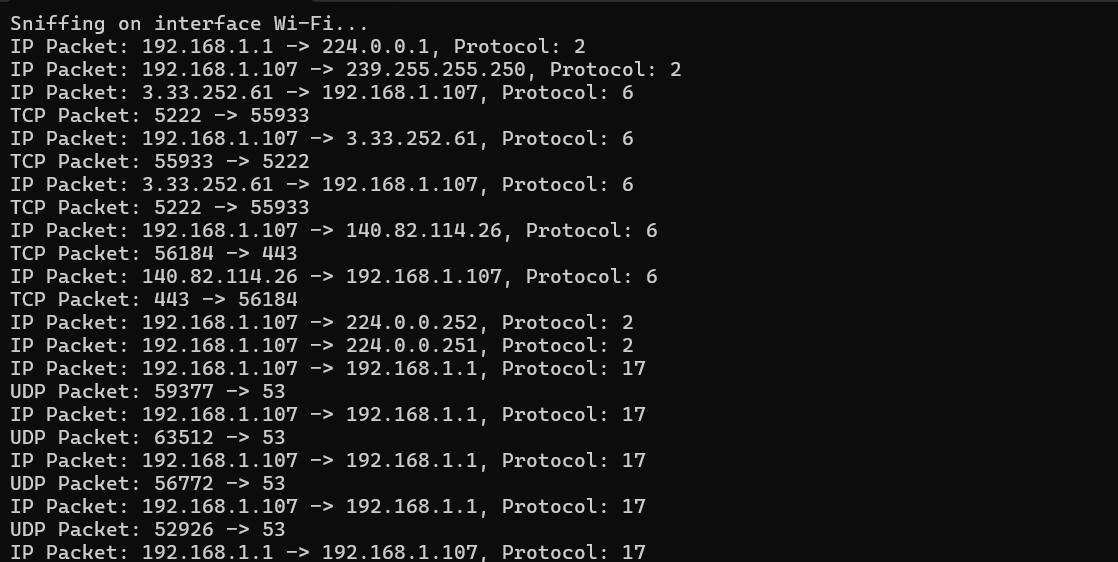 Sniffing on interface Wi-Fi...
IP Packet: 192.168.1.1 -> 224.0.0.1, Protocol: 2
IP Packet: 192.168.1.107 -> 239.255.255.250, Protocol: 2
IP Packet: 3.33.252.61 -> 192.168.1.107, Protocol: 6
TCP Packet: 5222 -> 55933
IP Packet: 192.168.1.107 -> 3.33.252.61, Protocol: 6
TCP Packet: 55933 -> 5222
IP Packet: 3.33.252.61 -> 192.168.1.107, Protocol: 6
TCP Packet: 5222 -> 55933
IP Packet: 192.168.1.107 -> 140.82.114.26, Protocol: 6
TCP Packet: 56184 -> 443
IP Packet: 140.82.114.26 -> 192.168.1.107, Protocol: 6
TCP Packet: 443 -> 56184
IP Packet: 192.168.1.107 -> 224.0.0.252, Protocol: 2
IP Packet: 192.168.1.107 -> 224.0.0.251, Protocol: 2
IP Packet: 192.168.1.107 -> 192.168.1.1, Protocol: 17
UDP Packet: 59377 -> 53
IP Packet: 192.168.1.107 -> 192.168.1.1, Protocol: 17
UDP Packet: 63512 -> 53
IP Packet: 192.168.1.107 -> 192.168.1.1, Protocol: 17
UDP Packet: 56772 -> 53
IP Packet: 192.168.1.107 -> 192.168.1.1, Protocol: 17
UDP Packet: 52926 -> 53
IP Packet: 192.168.1.1 -> 192.168.1.107, Protocol: 17